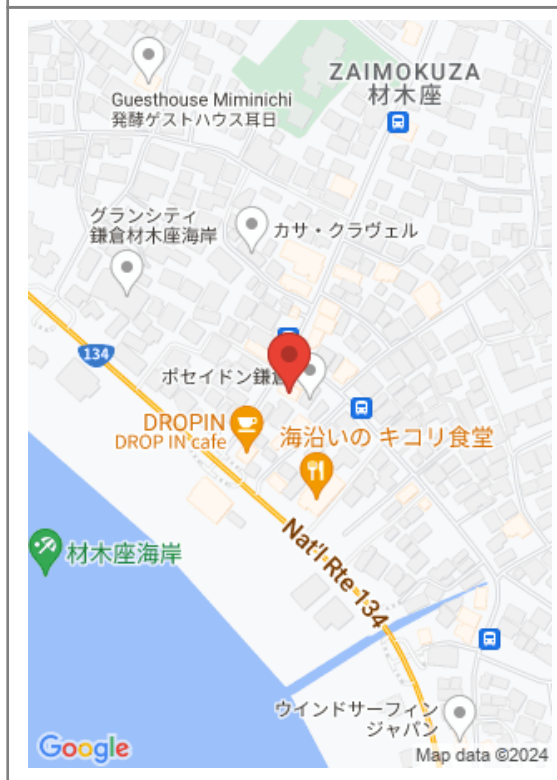 ZAIMOKUZA
材木座
Guesthouse Miminichi
発酵ゲストハウス耳日
グランシティ
鎌倉材木座海岸
カサ・クラヴェル
134
ポセイドン鎌倉
DROPIN
DROP IN cafe
海沿いの キコリ食堂
Nat'l Rte 134
材木座海岸
ウインドサーフィン
ジャパン
Google
Map data ©2024